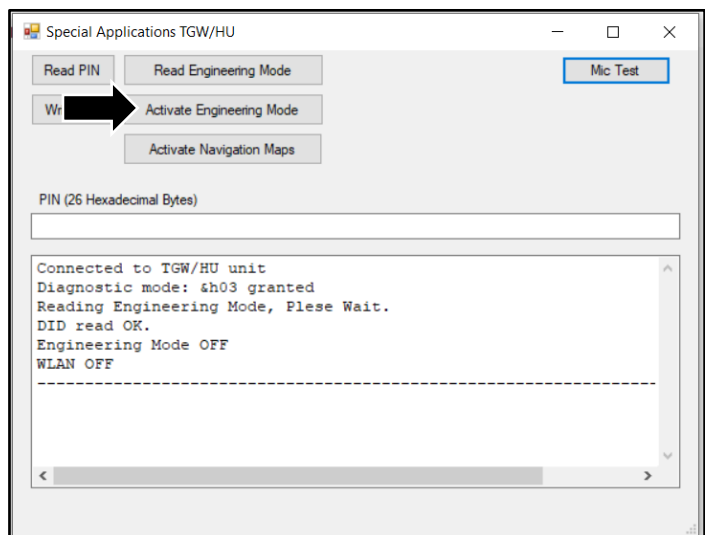 Special Applications TGW/HU
Read PIN Read Engineering Mode Mic Test
Activate Engineering Mode
Activate Navigation Maps
PIN (26 Hexadecimal Bytes)
Connected to TGW/HU unit
Diagnostic mode: &h03 granted
Reading Engineering Mode, Plese Wait.
DID read OK.
Engineering Mode OFF
WLAN OFF
------------------------------------------------------------------